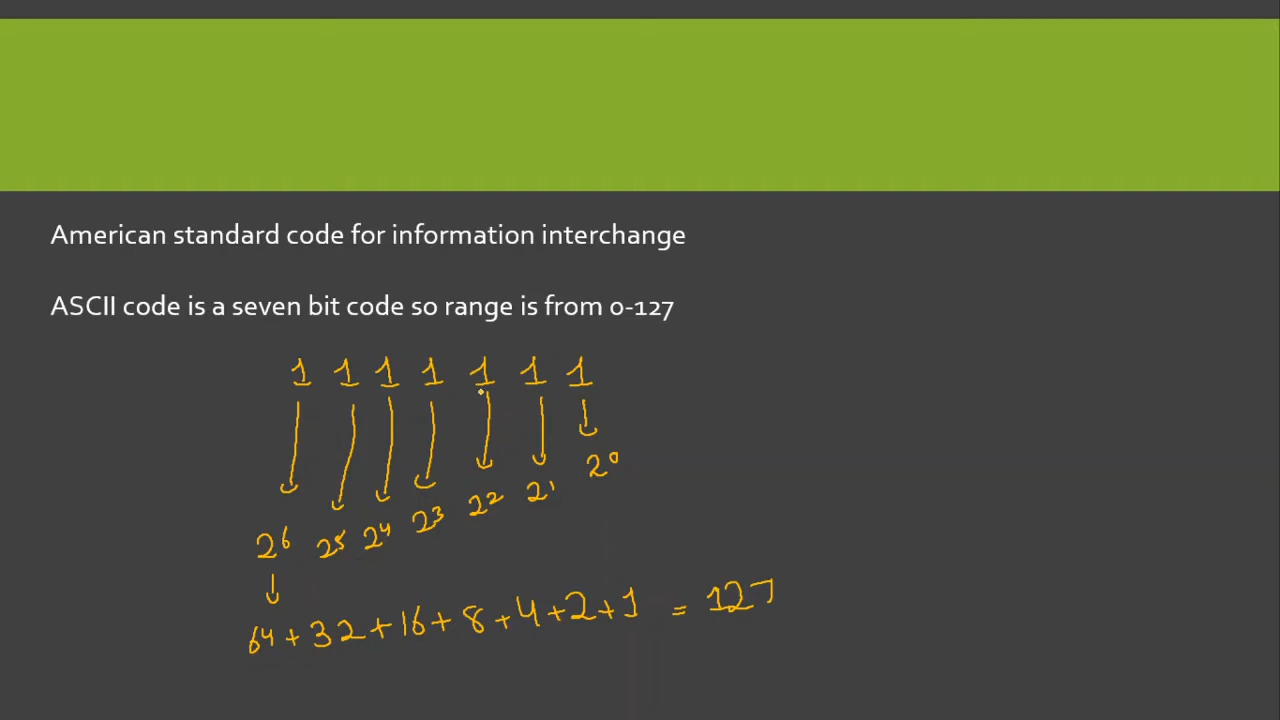 American standard code for information interchange
ASCII code is a seven bit code so range is from 0-127
1 1 1 1 1 1 1
2⁶ 2⁵ 2⁴ 2³ 2² 2¹ 2⁰
64 + 32 + 16 + 8 + 4 + 2 + 1 = 127